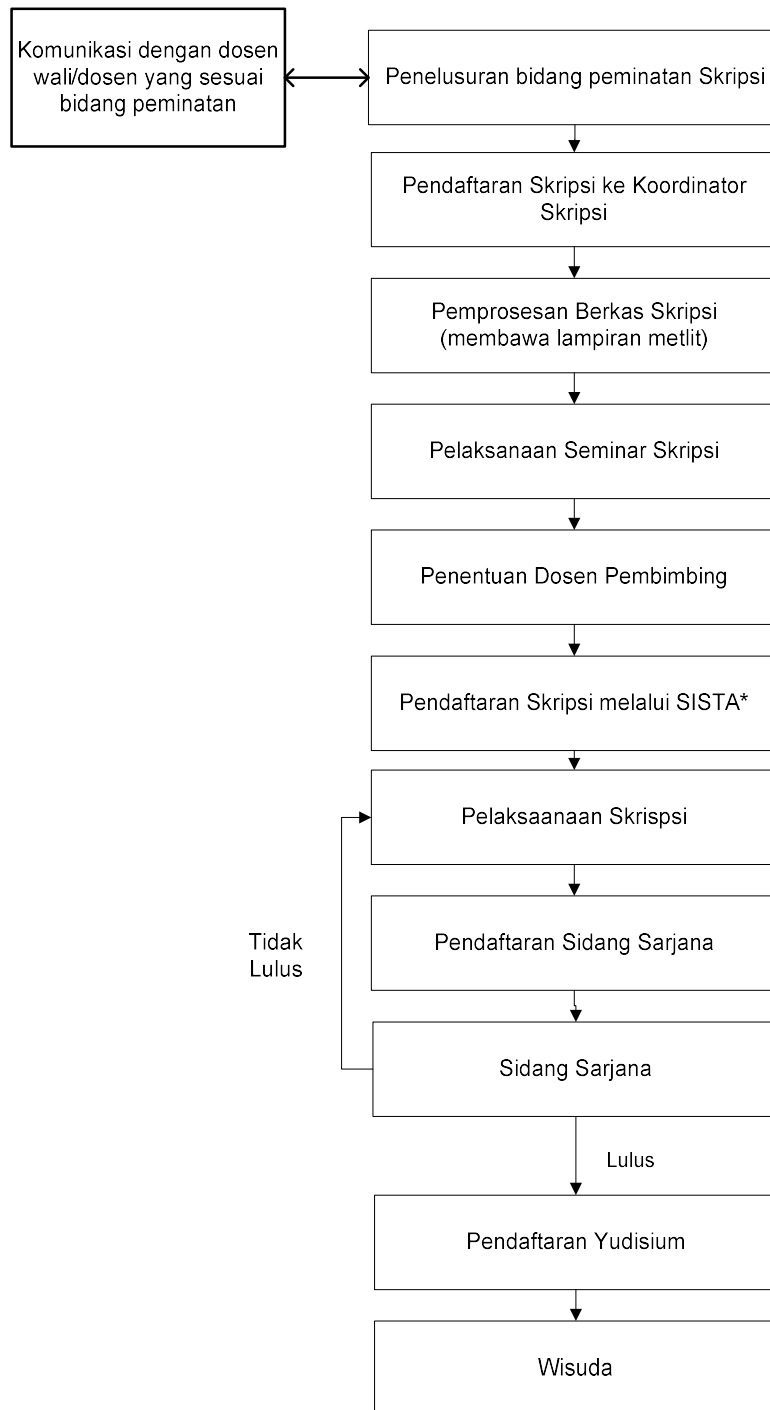 Komunikasi dengan dosen
wali/dosen yang sesuai
bidang peminatan
Penelusuran bidang peminatan Skripsi
Pendaftaran Skripsi ke Koordinator
Skripsi
Pemprosesan Berkas Skripsi
(membawa lampiran metlit)
Pelaksanaan Seminar Skripsi
Penentuan Dosen Pembimbing
Pendaftaran Skripsi melalui SISTA*
Pelaksaanaan Skrispsi
Pendaftaran Sidang Sarjana
Tidak
Lulus
Sidang Sarjana
Lulus
Pendaftaran Yudisium
Wisuda